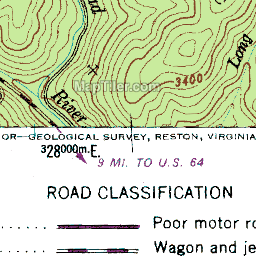 MapTiler.com
3400
Long
River
OR—GEOLOGICAL SURVEY, RESTON, VIRGINIA
328000m.E.
9 MI. TO U.S. 64
ROAD CLASSIFICATION
Poor motor ro
Wagon and je